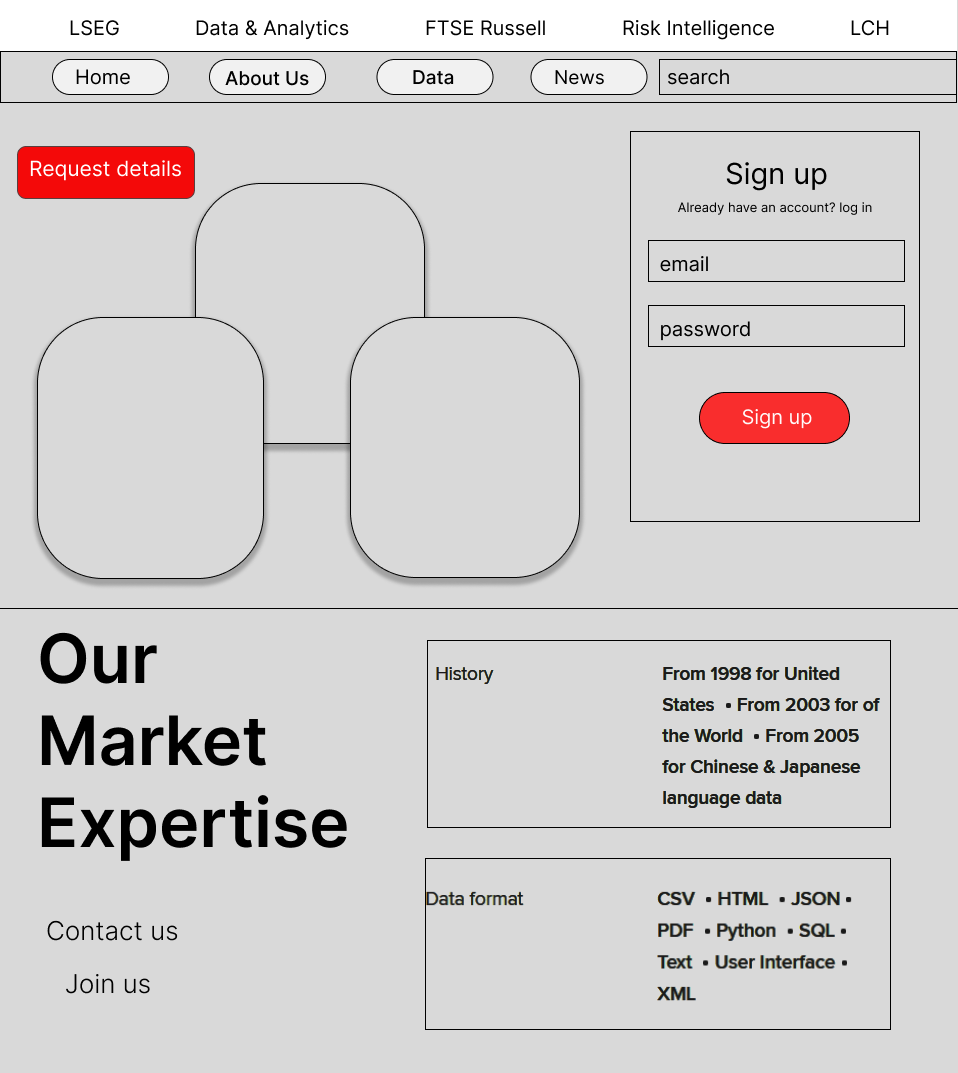 LSEG Data & Analytics FTSE Russell Risk Intelligence LCH
Home About Us Data News search
Request details
Sign up
Already have an account? log in
email
password
Sign up
Our
Market
Expertise
Contact us
Join us
History
From 1998 for United
States • From 2003 for of
the World • From 2005
for Chinese & Japanese
language data
Data format
CSV • HTML • JSON •
PDF • Python • SQL •
Text • User Interface •
XML